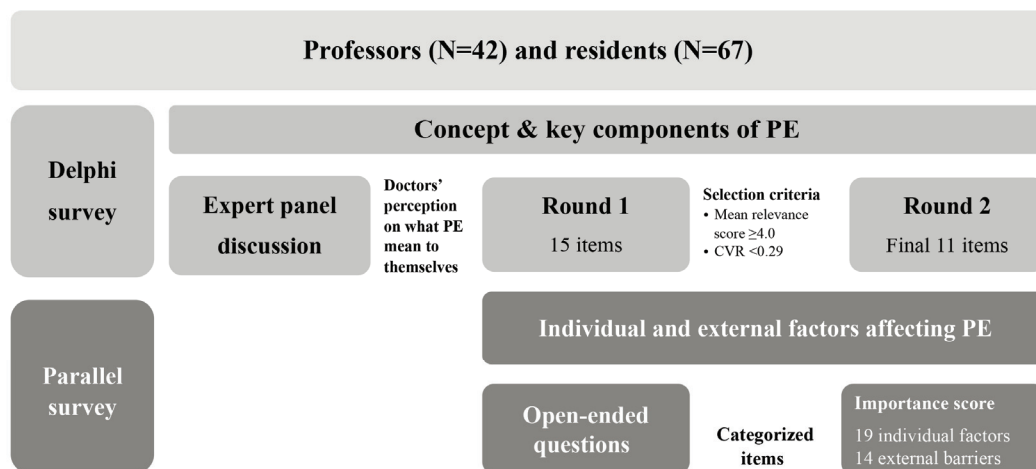 Professors (N=42) and residents (N=67)
Delphi
survey
Concept & key components of PE
Expert panel
discussion
Doctors'
perception
on what PE
mean to
themselves
Round 1
15 items
Selection criteria
• Mean relevance
score ≥4.0
• CVR <0.29
Round 2
Final 11 items
Parallel
survey
Individual and external factors affecting PE
Open-ended
questions
Categorized
items
Importance score
19 individual factors
14 external barriers